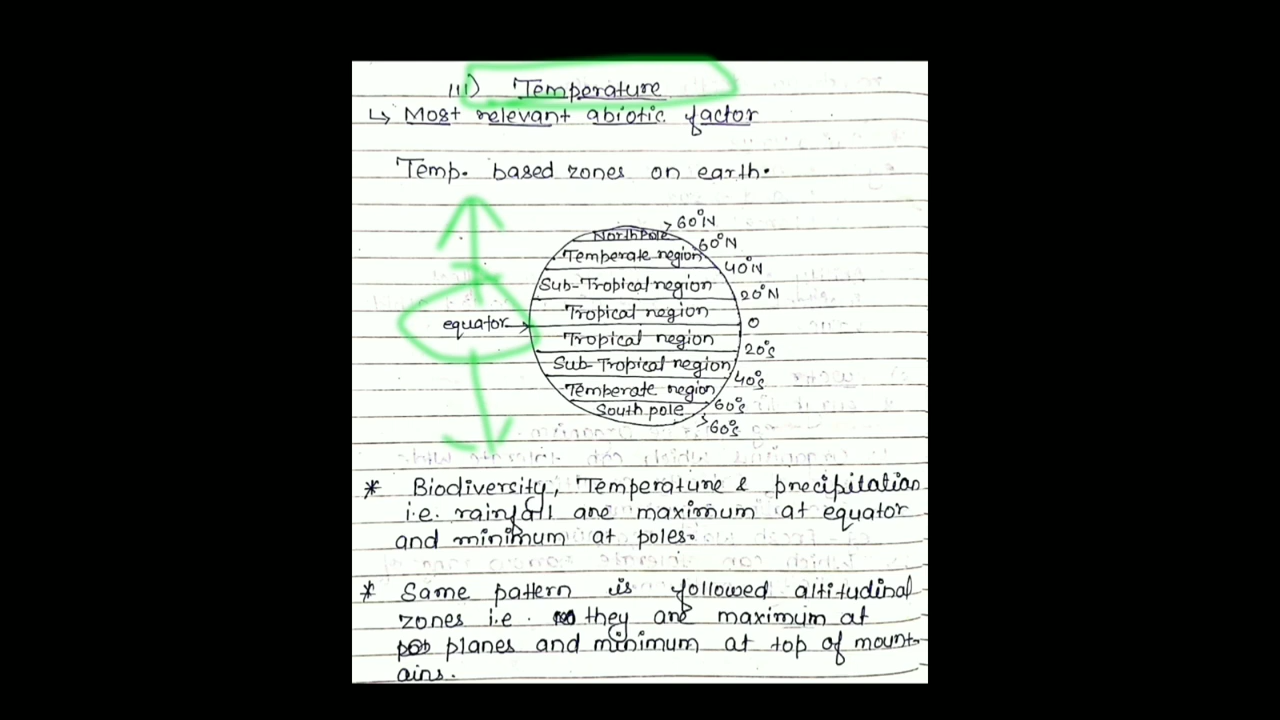 iii) Temperature
↳ Most relevant abiotic factor
Temp. based zones on earth.
>60°N
North pole
60°N
Temperate region
40°N
Sub-Tropical region
20°N
Tropical region
equator→
0
Tropical region
20°s
Sub-Tropical region
40°s
Temperate region
60°s
South pole
>60°s
* Biodiversity, Temperature & precipitation
i.e. rainfall are maximum at equator
and minimum at poles.
* Same pattern is followed altitudinal
zones i.e. they are maximum at
planes and minimum at top of mount-
ains.